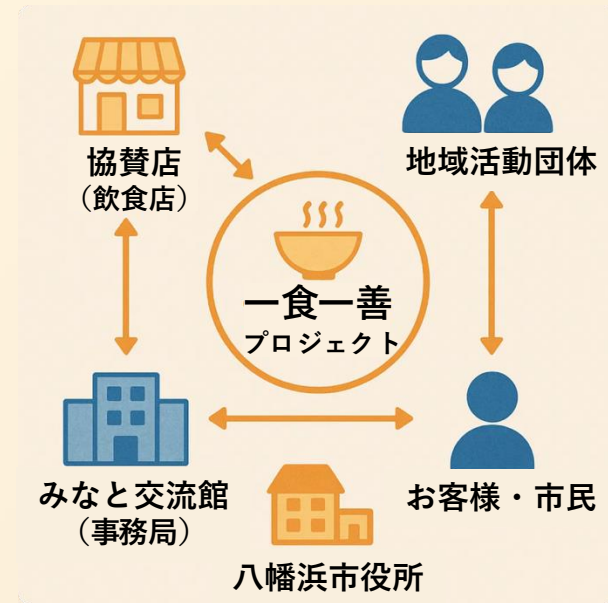 協賛店
（飲食店）
地域活動団体
一食一善
プロジェクト
みなと交流館
（事務局）
お客様・市民
八幡浜市役所